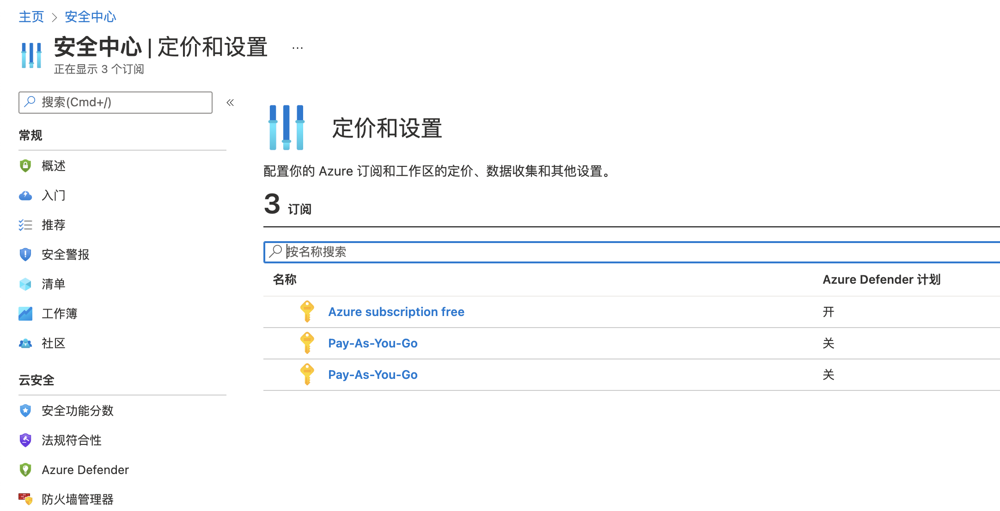 主页 > 安全中心
安全中心 | 定价和设置 ...
正在显示 3 个订阅
搜索(Cmd+/)
«
常规
概述
入门
推荐
安全警报
清单
工作簿
社区
云安全
安全功能分数
法规符合性
Azure Defender
防火墙管理器
定价和设置
配置你的 Azure 订阅和工作区的定价、数据收集和其他设置。
3 订阅
按名称搜索
名称 Azure Defender 计划
Azure subscription free 开
Pay-As-You-Go 关
Pay-As-You-Go 关